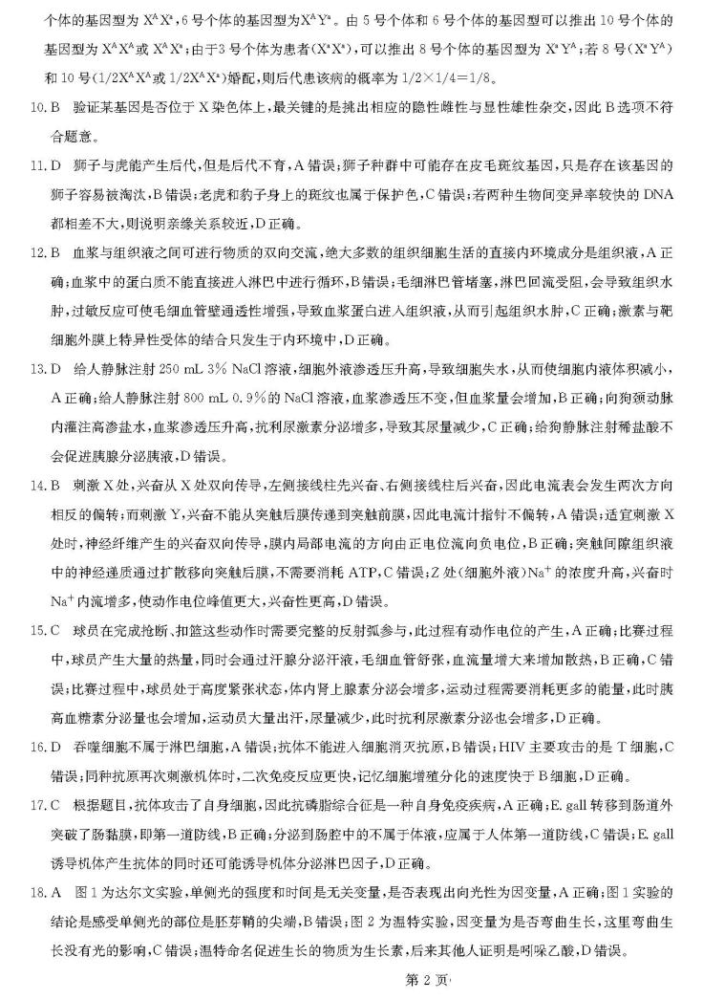 个体的基因型为 XᴬXᵃ,6 号个体的基因型为XᴬYᵃ。由 5 号个体和 6 号个体的基因型可以推出 10 号个体的
基因型为 XᴬXᴬ或 XᴬXᵃ;由于3 号个体为患者(XᵃXᵃ),可以推出 8 号个体的基因型为 XᵃYᴬ;若 8 号(XᵃYᴬ)
和 10 号(1/2XᴬXᴬ或 1/2XᴬXᵃ)婚配,则后代患该病的概率为 1/2×1/4=1/8。
10. B 验证某基因是否位于 X 染色体上,最关键的是挑出相应的隐性雌性与显性雄性杂交,因此 B 选项不符
合题意。
11. D 狮子与虎能产生后代,但是后代不育,A 错误;狮子种群中可能存在皮毛斑纹基因,只是存在该基因的
狮子容易被淘汰,B 错误;老虎和豹子身上的斑纹也属于保护色,C 错误;若两种生物间变异率较快的 DNA
都相差不大,则说明亲缘关系较近,D 正确。
12. B 血浆与组织液之间可进行物质的双向交流,绝大多数的组织细胞生活的直接内环境成分是组织液,A 正
确;血浆中的蛋白质不能直接进入淋巴中进行循环,B 错误;毛细淋巴管堵塞,淋巴回流受阻,会导致组织水
肿,过敏反应可使毛细血管壁通透性增强,导致血浆蛋白进入组织液,从而引起组织水肿,C 正确;激素与靶
细胞外膜上特异性受体的结合只发生于内环境中,D 正确。
13. D 给人静脉注射 250 mL 3% NaCl 溶液,细胞外液渗透压升高,导致细胞失水,从而使细胞内液体积减小,
A 正确;给人静脉注射 800 mL 0.9%的 NaCl 溶液,血浆渗透压不变,但血浆量会增加,B 正确;向狗颈动脉
内灌注高渗盐水,血浆渗透压升高,抗利尿激素分泌增多,导致其尿量减少,C 正确;给狗静脉注射稀盐酸不
会促进胰腺分泌胰液,D 错误。
14. B 刺激 X 处,兴奋从 X 处双向传导,左侧接线柱先兴奋、右侧接线柱后兴奋,因此电流表会发生两次方向
相反的偏转;而刺激 Y,兴奋不能从突触后膜传递到突触前膜,因此电流计指针不偏转,A 错误;适宜刺激 X
处时,神经纤维产生的兴奋双向传导,膜内局部电流的方向由正电位流向负电位,B 正确;突触间隙组织液
中的神经递质通过扩散移向突触后膜,不需要消耗 ATP,C 错误;Z 处(细胞外液)Na⁺ 的浓度升高,兴奋时
Na⁺ 内流增多,使动作电位峰值更大,兴奋性更高,D 错误。
15. C 球员在完成抢断、扣篮这些动作时需要完整的反射弧参与,此过程有动作电位的产生,A 正确;比赛过程
中,球员产生大量的热量,同时会通过汗腺分泌汗液,毛细血管舒张,血流量增大来增加散热,B 正确,C 错
误;比赛过程中,球员处于高度紧张状态,体内肾上腺素分泌会增多,运动过程需要消耗更多的能量,此时胰
高血糖素分泌量也会增加,运动员大量出汗,尿量减少,此时抗利尿激素分泌也会增多,D 正确。
16. D 吞噬细胞不属于淋巴细胞,A 错误;抗体不能进入细胞消灭抗原,B 错误;HIV 主要攻击的是 T 细胞,C
错误;同种抗原再次刺激机体时,二次免疫反应更快,记忆细胞增殖分化的速度快于 B 细胞,D 正确。
17. C 根据题目,抗体攻击了自身细胞,因此抗磷脂综合征是一种自身免疫疾病,A 正确;E. gall 转移到肠道外
突破了肠黏膜,即第一道防线,B 正确;分泌到肠腔中的不属于体液,应属于人体第一道防线,C 错误;E. gall
诱导机体产生抗体的同时还可能诱导机体分泌淋巴因子,D 正确。
18. A 图 1 为达尔文实验,单侧光的强度和时间是无关变量,是否表现出向光性为因变量,A 正确;图 1 实验的
结论是感受单侧光的部位是胚芽鞘的尖端,B 错误;图 2 为温特实验,因变量为是否弯曲生长,这里弯曲生
长没有光的影响,C 错误;温特命名促进生长的物质为生长素,后来其他人证明是吲哚乙酸,D 错误。
第 2 页